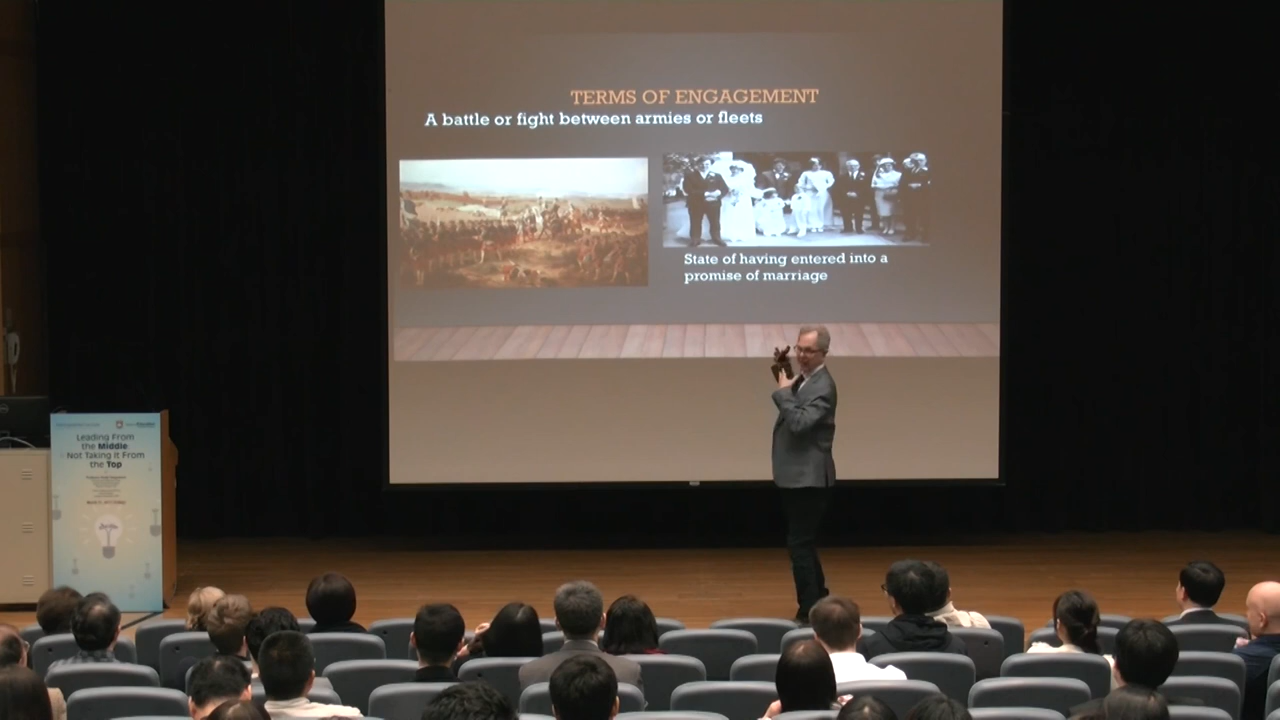 TERMS OF ENGAGEMENT
A battle or fight between armies or fleets
State of having entered into a
promise of marriage
Leading From
the Middle
Not Taking It From
the Top